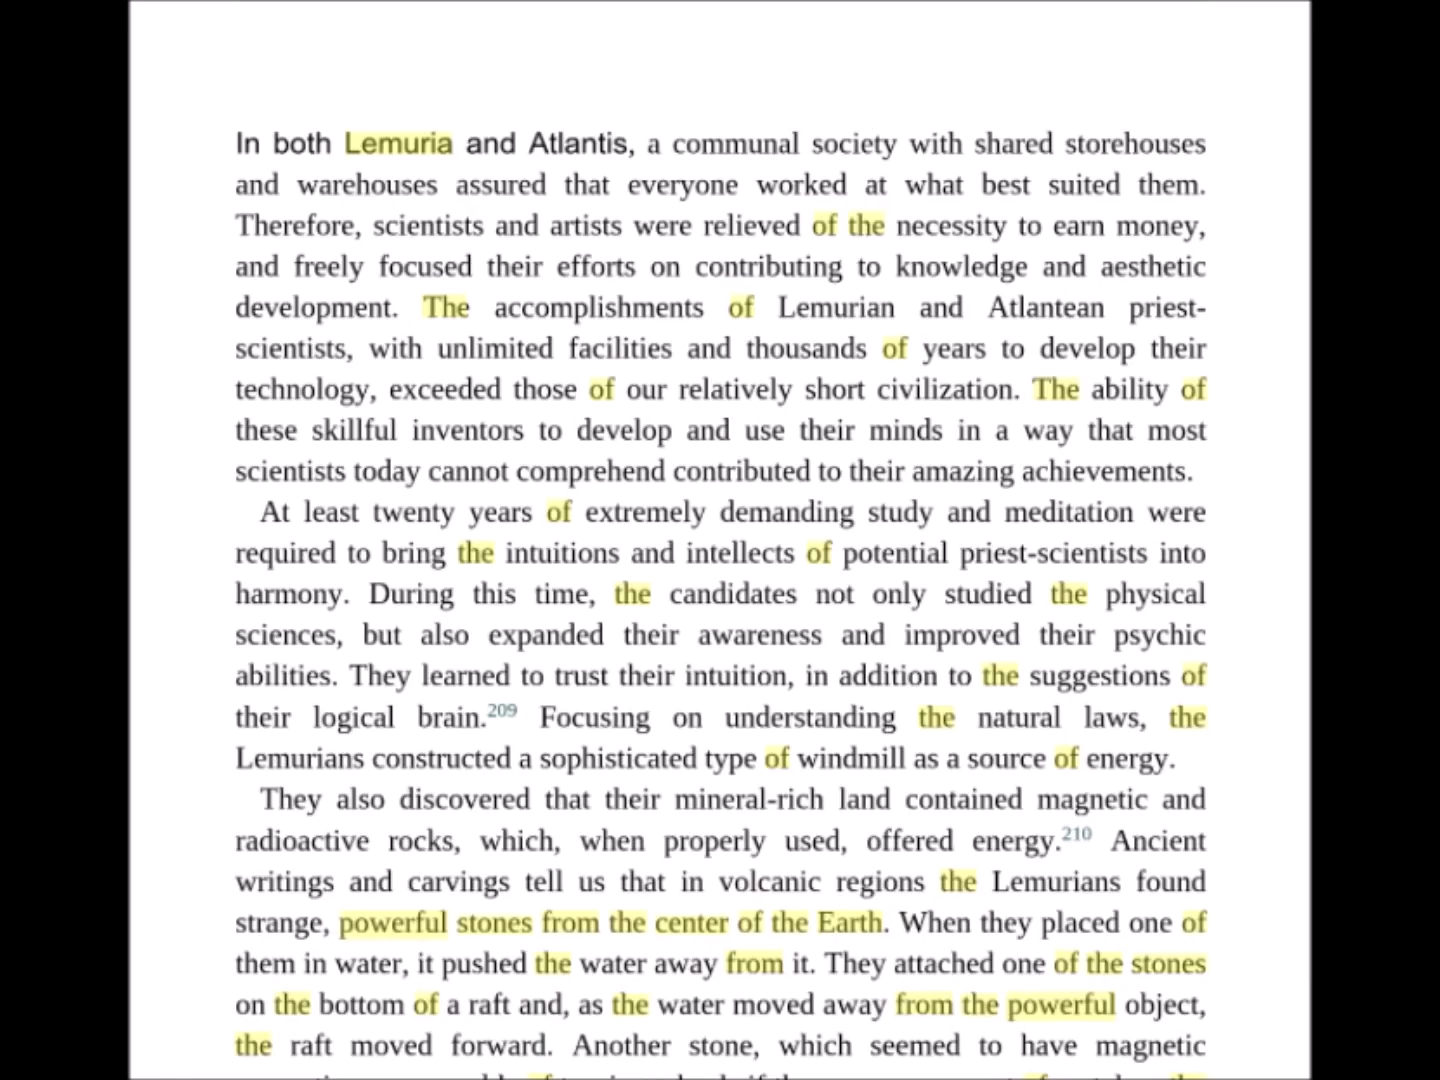 In both Lemuria and Atlantis, a communal society with shared storehouses
and warehouses assured that everyone worked at what best suited them.
Therefore, scientists and artists were relieved of the necessity to earn money,
and freely focused their efforts on contributing to knowledge and aesthetic
development. The accomplishments of Lemurian and Atlantean priest-
scientists, with unlimited facilities and thousands of years to develop their
technology, exceeded those of our relatively short civilization. The ability of
these skillful inventors to develop and use their minds in a way that most
scientists today cannot comprehend contributed to their amazing achievements.
At least twenty years of extremely demanding study and meditation were
required to bring the intuitions and intellects of potential priest-scientists into
harmony. During this time, the candidates not only studied the physical
sciences, but also expanded their awareness and improved their psychic
abilities. They learned to trust their intuition, in addition to the suggestions of
their logical brain.209 Focusing on understanding the natural laws, the
Lemurians constructed a sophisticated type of windmill as a source of energy.
They also discovered that their mineral-rich land contained magnetic and
radioactive rocks, which, when properly used, offered energy.210 Ancient
writings and carvings tell us that in volcanic regions the Lemurians found
strange, powerful stones from the center of the Earth. When they placed one of
them in water, it pushed the water away from it. They attached one of the stones
on the bottom of a raft and, as the water moved away from the powerful object,
the raft moved forward. Another stone, which seemed to have magnetic